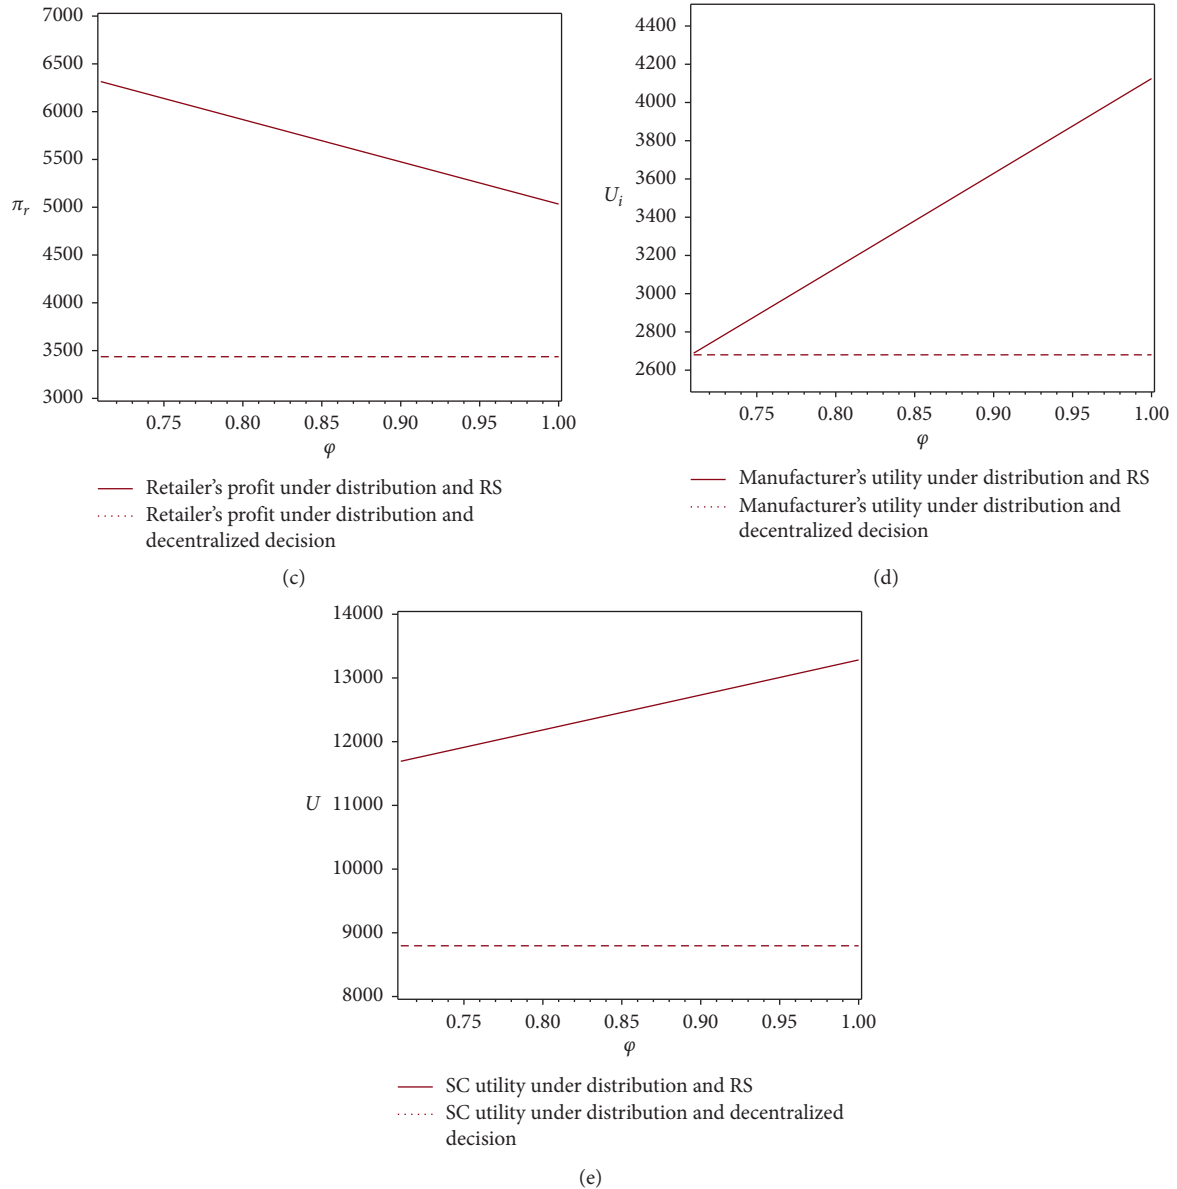 7000
6500
6000
5500
5000
4500
4000
3500
3000
π_r
0.75 0.80 0.85 0.90 0.95 1.00
φ
Retailer's profit under distribution and RS
Retailer's profit under distribution and
decentralized decision
(c)
4400
4200
4000
3800
3600
3400
3200
3000
2800
2600
U_i
0.75 0.80 0.85 0.90 0.95 1.00
φ
Manufacturer's utility under distribution and RS
Manufacturer's utility under distribution and
decentralized decision
(d)
14000
13000
12000
11000
10000
9000
8000
U
0.75 0.80 0.85 0.90 0.95 1.00
φ
SC utility under distribution and RS
SC utility under distribution and decentralized
decision
(e)